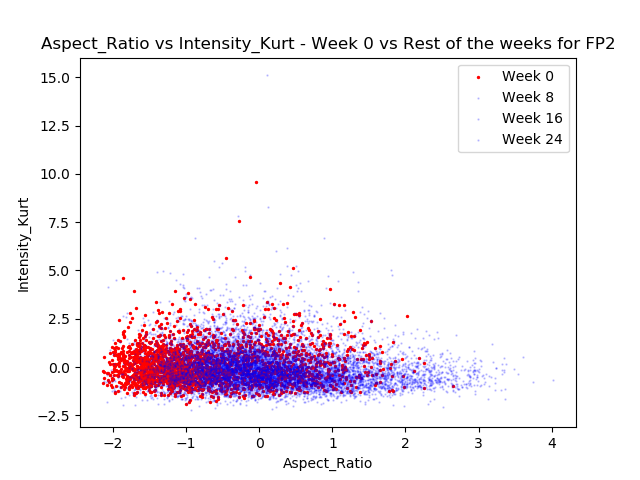 Aspect_Ratio vs Intensity_Kurt - Week 0 vs Rest of the weeks for FP2
Week 0
Week 8
Week 16
Week 24
15.0
12.5
10.0
7.5
5.0
2.5
0.0
−2.5
Intensity_Kurt
−2 −1 0 1 2 3 4
Aspect_Ratio